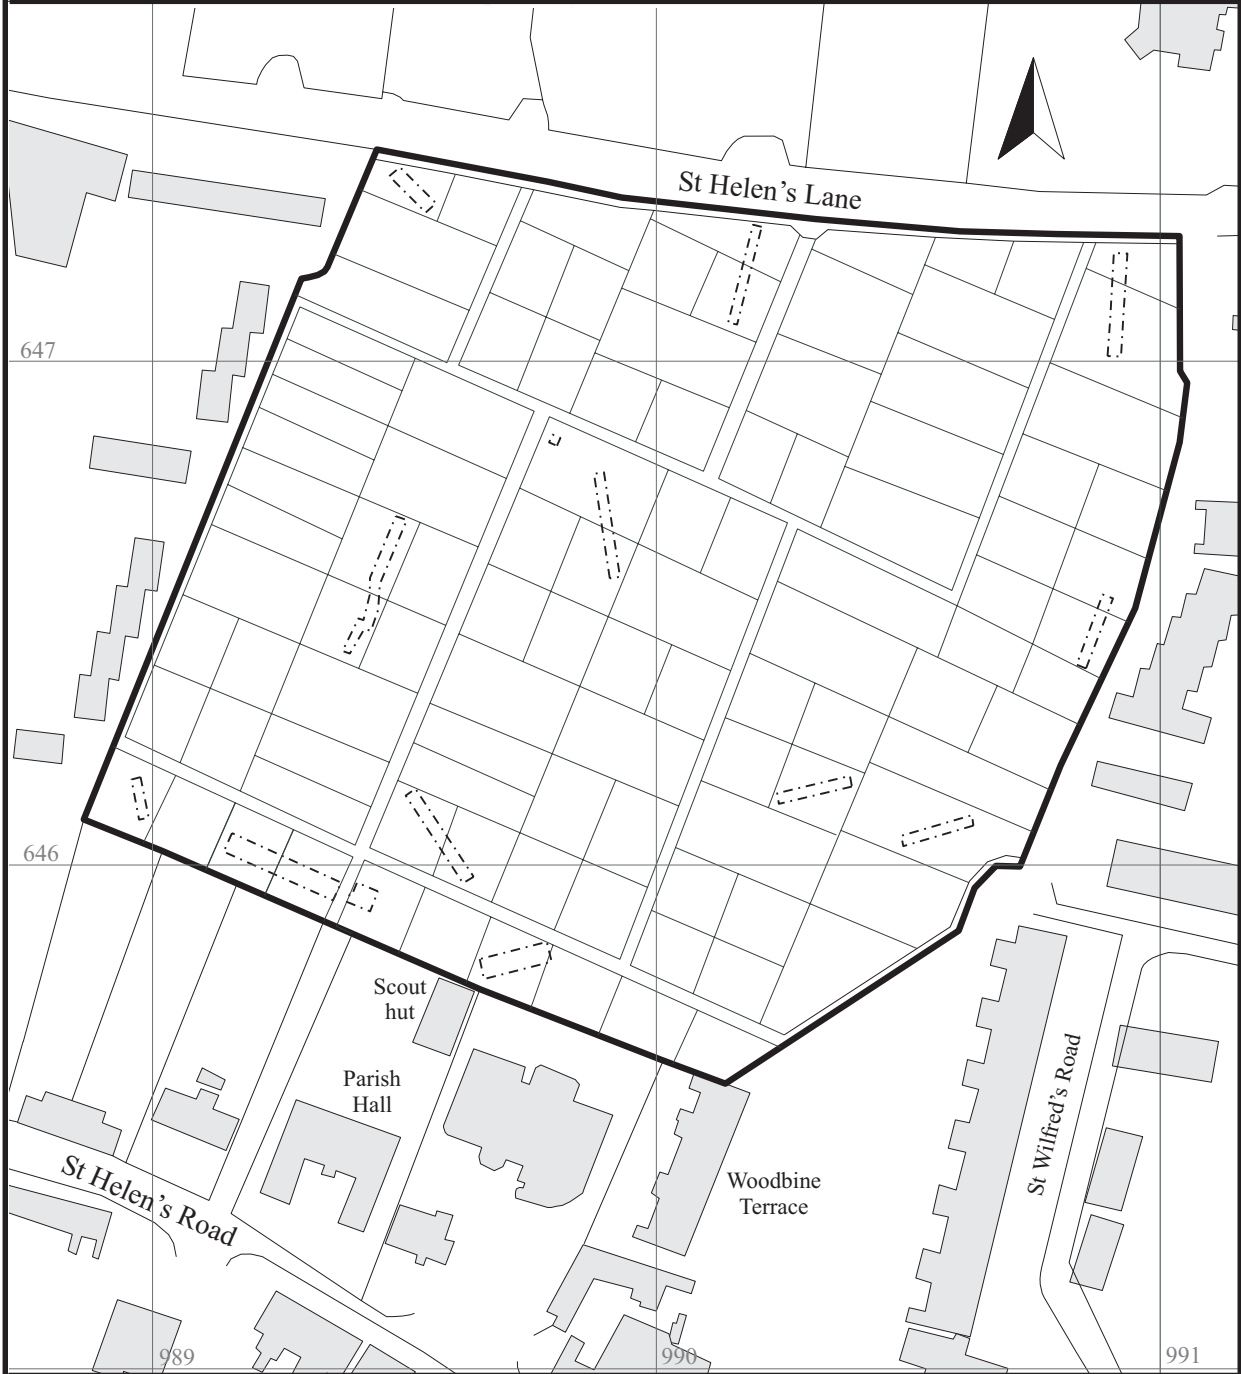 St Helen’s Lane
647
646
Scout
hut
Parish
Hall
St Helen’s Road
Woodbine
Terrace
St Wilfred’s Road
989
990
991